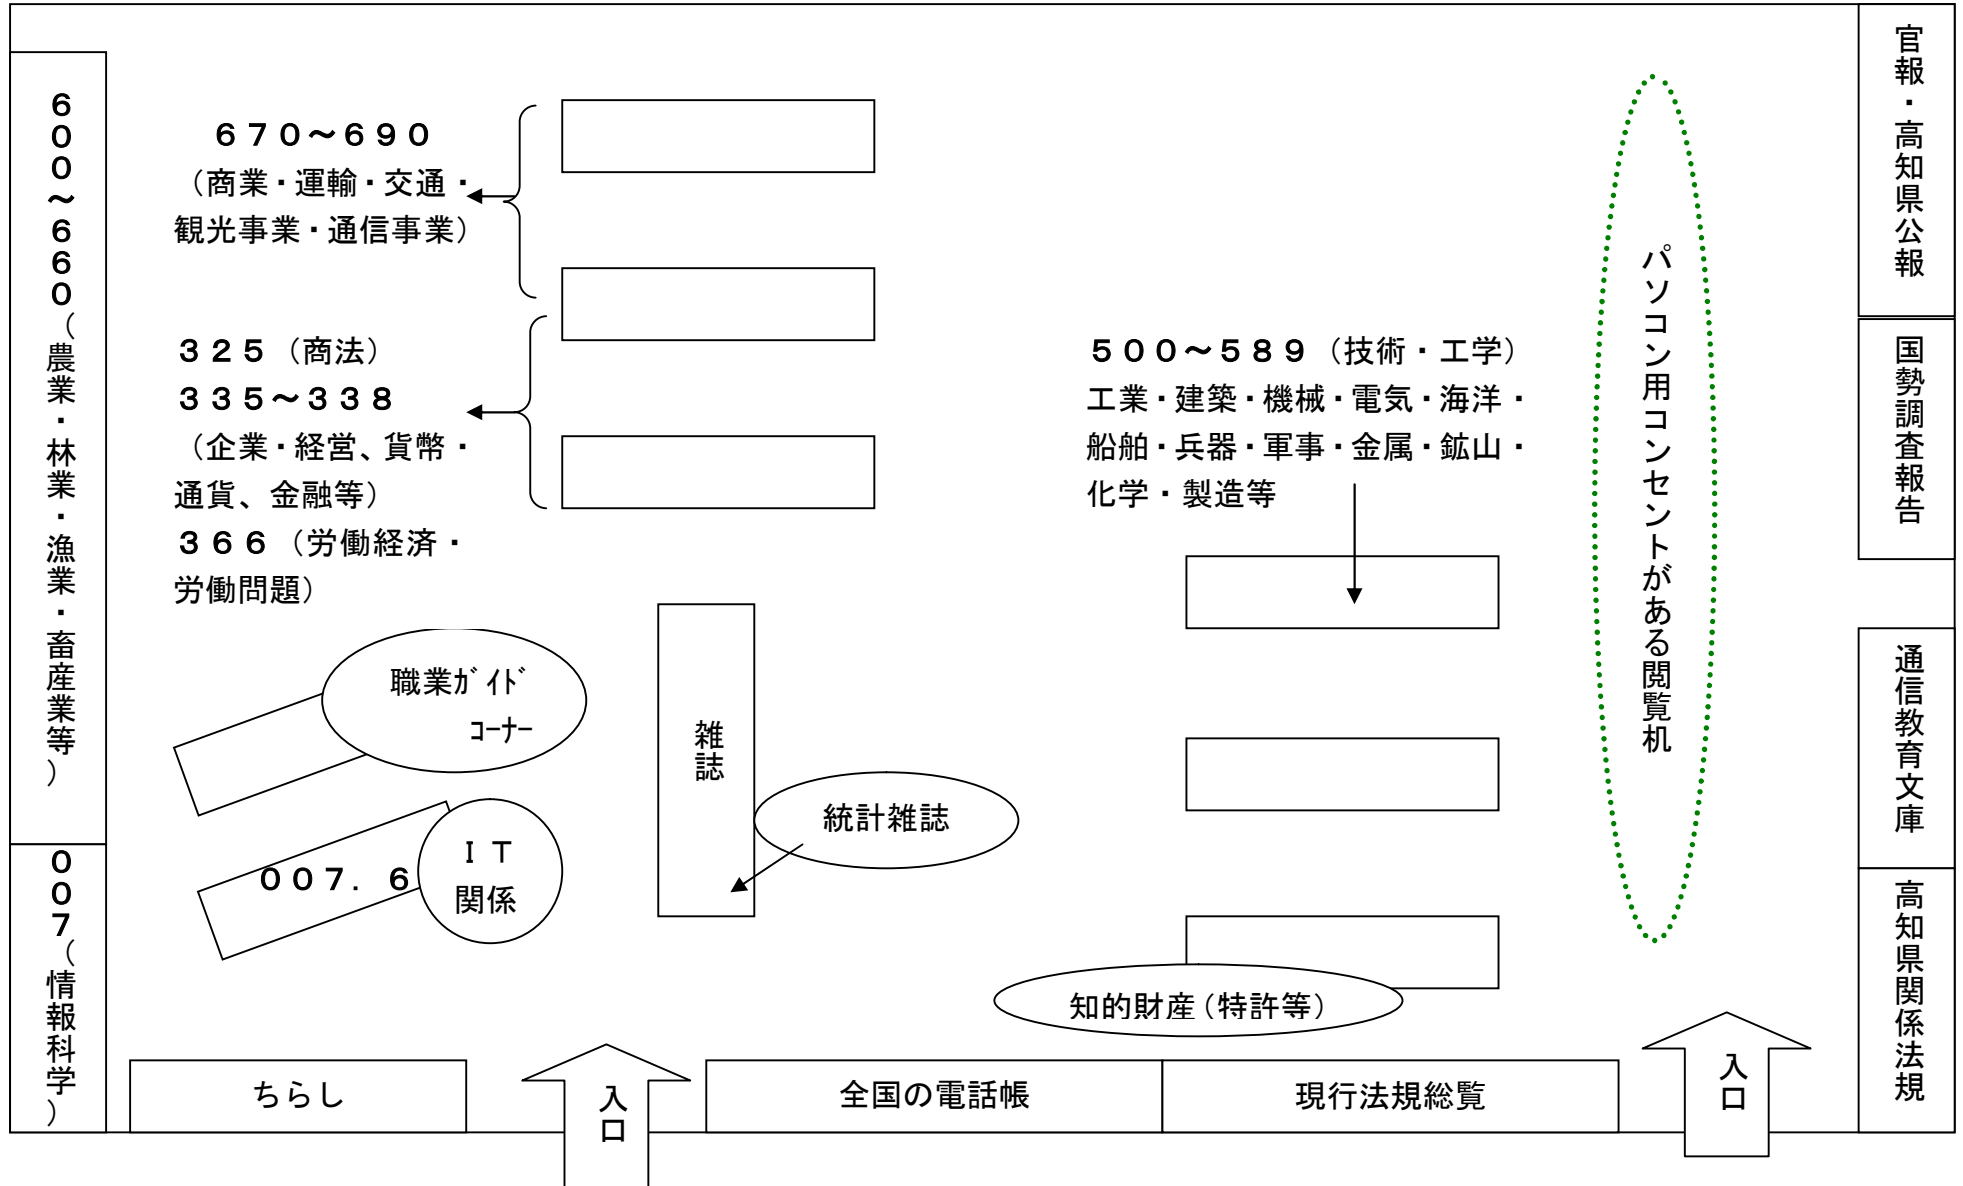 ６００～６６０（農業・林業・漁業・畜産業等）
００７（情報科学）
６７０～６９０
（商業・運輸・交通・
観光事業・通信事業）
３２５（商法）
３３５～３３８
（企業・経営、貨幣・
通貨、金融等）
３６６（労働経済・
労働問題）
職業ｶﾞｲﾄﾞ
ｺｰﾅｰ
００７．６
ＩＴ
関係
雑誌
統計雑誌
５００～５８９（技術・工学）
工業・建築・機械・電気・海洋・
船舶・兵器・軍事・金属・鉱山・
化学・製造等
知的財産（特許等）
パソコン用コンセントがある閲覧机
官報・高知県公報
国勢調査報告
通信教育文庫
高知県関係法規
ちらし
入口
全国の電話帳
現行法規総覧
入口